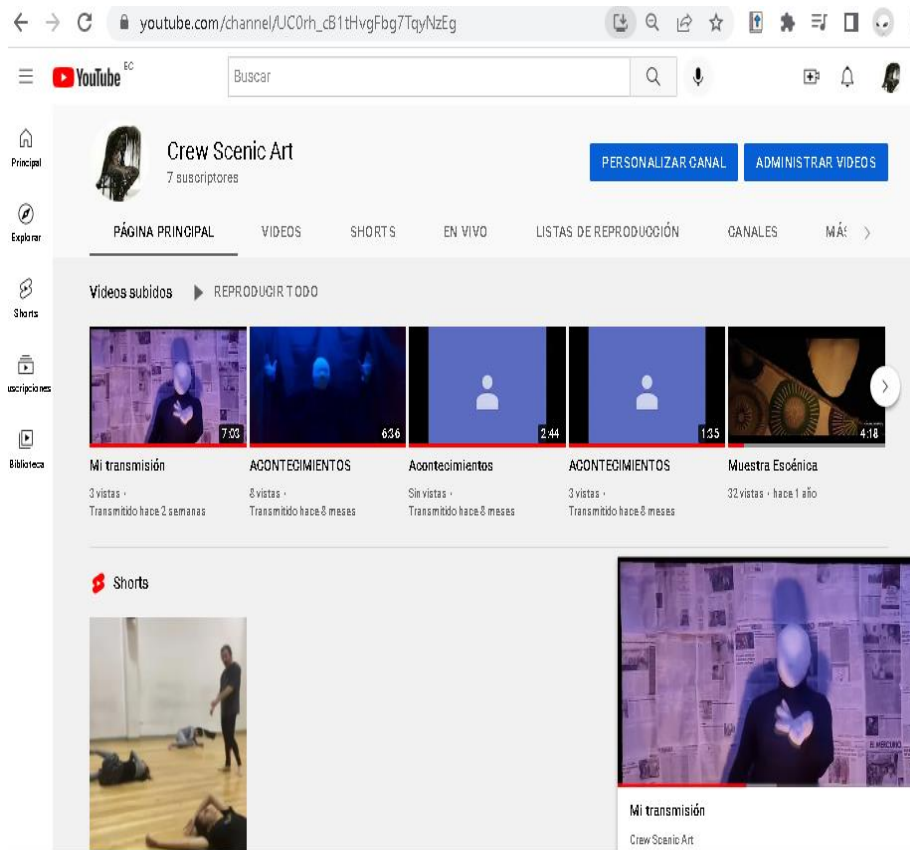 youtube.com/channel/UC0rh_cB1tHvgFbg7TqyNzEg
YouTube EC
Buscar
Principal
Explorar
Shorts
uscripciones
Biblioteca
Crew Scenic Art
7 suscriptores
PERSONALIZAR CANAL
ADMINISTRAR VIDEOS
PÁGINA PRINCIPAL VIDEOS SHORTS EN VIVO LISTAS DE REPRODUCCIÓN CANALES MÁS
Videos subidos REPRODUCIR TODO
7:03
Mi transmisión
3 vistas ·
Transmitido hace 2 semanas
6:36
ACONTECIMIENTOS
8 vistas ·
Transmitido hace 8 meses
2:44
Acontecimientos
Sin vistas ·
Transmitido hace 8 meses
1:35
ACONTECIMIENTOS
3 vistas ·
Transmitido hace 8 meses
4:18
Muestra Escénica
32 vistas · hace 1 año
Shorts
EL MERCURIO
Mi transmisión
Crew Scenic Art